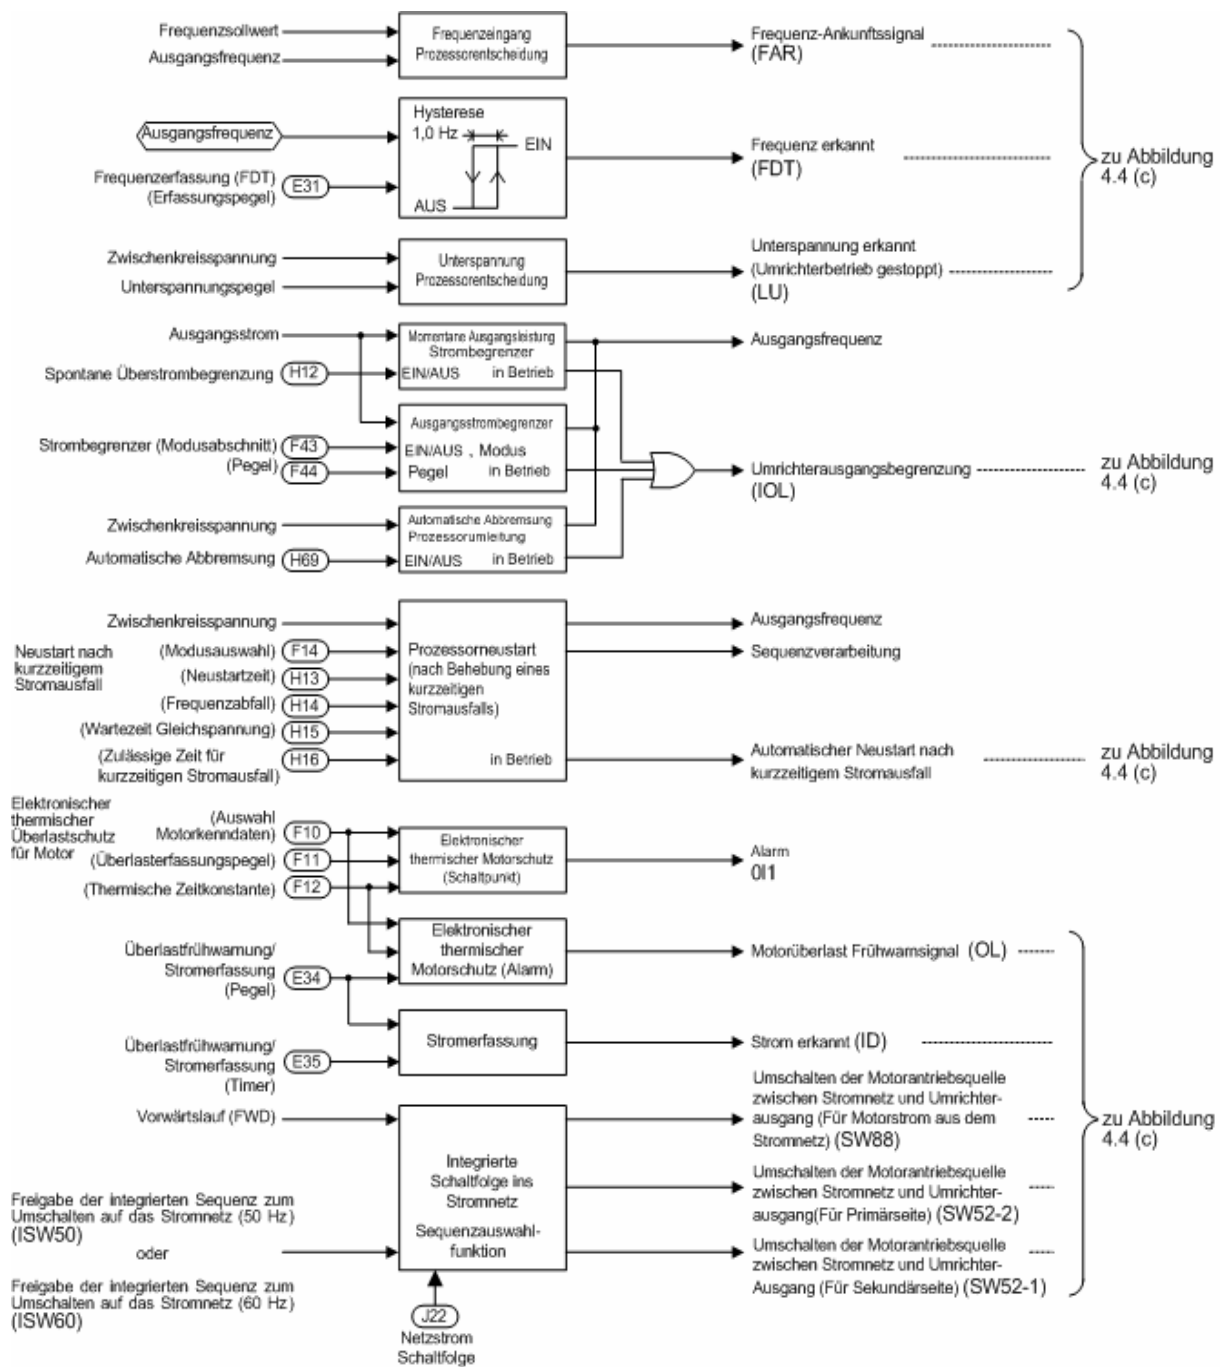 Frequenzsollwert
Ausgangsfrequenz
Frequenzeingang
Prozessorentscheidung
Frequenz-Ankunftssignal
(FAR)
Ausgangsfrequenz
Frequenzerfassung (FDT)
(Erfassungspegel)
E31
Hysterese
1,0 Hz
EIN
AUS
Frequenz erkannt
(FDT)
zu Abbildung
4.4 (c)
Zwischenkreisspannung
Unterspannungspegel
Unterspannung
Prozessorentscheidung
Unterspannung erkannt
(Umrichterbetrieb gestoppt)
(LU)
Ausgangsstrom
Spontane Überstrombegrenzung
H12
Momentane Ausgangsleistung
Strombegrenzer
EIN/AUS in Betrieb
Ausgangsfrequenz
Strombegrenzer (Modusabschnitt)
F43
(Pegel)
F44
Ausgangsstrombegrenzer
EIN/AUS , Modus
Pegel in Betrieb
Umrichterausgangsbegrenzung
(IOL)
zu Abbildung
4.4 (c)
Zwischenkreisspannung
Automatische Abbremsung
H69
Automatische Abbremsung
Prozessorumleitung
EIN/AUS in Betrieb
Neustart nach
kurzzeitigem
Stromausfall
Zwischenkreisspannung
(Modusauswahl)
F14
(Neustartzeit)
H13
(Frequenzabfall)
H14
(Wartezeit Gleichspannung)
H15
(Zulässige Zeit für
kurzzeitigen Stromausfall)
H16
Prozessorneustart
(nach Behebung eines
kurzzeitigen
Stromausfalls)
in Betrieb
Ausgangsfrequenz
Sequenzverarbeitung
Automatischer Neustart nach
kurzzeitigem Stromausfall
zu Abbildung
4.4 (c)
Elektronischer
thermischer
Überlastschutz
für Motor
(Auswahl
Motorkenndaten)
F10
(Überlasterfassungspegel)
F11
(Thermische Zeitkonstante)
F12
Elektronischer
thermischer Motorschutz
(Schaltpunkt)
Alarm
0l1
Überlastfrühwarnung/
Stromerfassung
(Pegel)
E34
Elektronischer
thermischer
Motorschutz (Alarm)
Motorüberlast Frühwarnsignal (OL)
Überlastfrühwarnung/
Stromerfassung
(Timer)
E35
Stromerfassung
Strom erkannt (ID)
Vorwärtslauf (FWD)
Freigabe der integrierten Sequenz zum
Umschalten auf das Stromnetz (50 Hz)
(ISW50)
oder
Freigabe der integrierten Sequenz zum
Umschalten auf das Stromnetz (60 Hz)
(ISW60)
Integrierte
Schaltfolge ins
Stromnetz
Sequenzauswahl-
funktion
J22
Netzstrom
Schaltfolge
Umschalten der Motorantriebsquelle
zwischen Stromnetz und Umrichter-
ausgang (Für Motorstrom aus dem
Stromnetz) (SW88)
Umschalten der Motorantriebsquelle
zwischen Stromnetz und Umrichter-
ausgang(Für Primärseite) (SW52-2)
Umschalten der Motorantriebsquelle
zwischen Stromnetz und Umrichter-
Ausgang (Für Sekundärseite) (SW52-1)
zu Abbildung
4.4 (c)